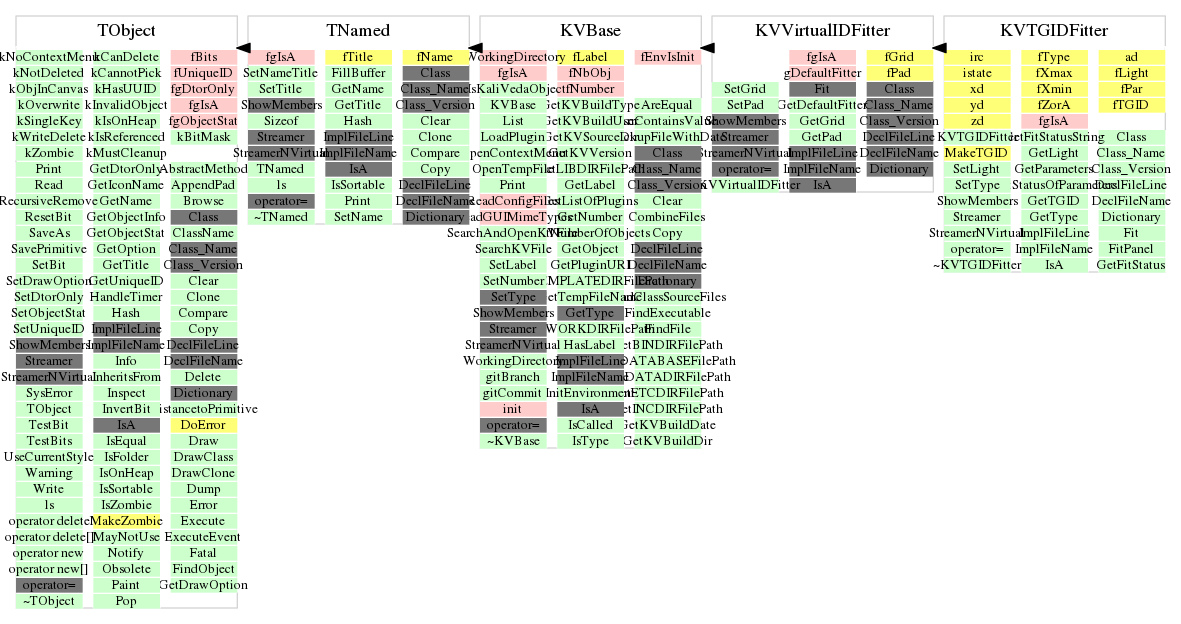 TObject
kNoContextMenu kCanDelete fBits
kNotDeleted kCannotPick fUniqueID
kObjInCanvas kHasUUID fgDtorOnly
kOverwrite kInvalidObject fgIsA
kSingleKey kIsOnHeap fgObjectStat
kWriteDelete kIsReferenced kBitMask
kZombie kMustCleanup
Print GetDtorOnly AbstractMethod
Read GetIconName AppendPad
RecursiveRemove GetName Browse
ResetBit GetObjectInfo Class
SaveAs GetObjectStat ClassName
SavePrimitive GetOption Class_Name
SetBit GetTitle Class_Version
SetDrawOption GetUniqueID Clear
SetDtorOnly HandleTimer Clone
SetObjectStat Hash Compare
SetUniqueID ImplFileLine Copy
ShowMembers ImplFileName DeclFileLine
Streamer Info DeclFileName
StreamerNVirtual InheritsFrom Delete
SysError Inspect Dictionary
TObject InvertBit istancetoPrimitive
TestBit IsA DoError
TestBits IsEqual Draw
UseCurrentStyle IsFolder DrawClass
Warning IsOnHeap DrawClone
Write IsSortable Dump
ls IsZombie Error
operator delete MakeZombie Execute
operator delete[] MayNotUse ExecuteEvent
operator new Notify Fatal
operator new[] Obsolete FindObject
operator= Paint GetDrawOption
~TObject Pop
TNamed
fgIsA fTitle fName
SetNameTitle FillBuffer Class
SetTitle GetName Class_Name
ShowMembers GetTitle Class_Version
Sizeof Hash Clear
Streamer ImplFileLine Clone
StreamerNVirtual ImplFileName Compare
TNamed IsA Copy
ls IsSortable DeclFileLine
operator= Print DeclFileName
~TNamed SetName Dictionary
KVBase
WorkingDirectory fLabel fEnvIsInit
fgIsA fNbObj
IsKaliVedaObject fNumber
KVBase GetKVBuildType AreEqual
List GetKVBuildUser ContainsValue
LoadPlugin GetKVSourceDir BackupFileWithDate
OpenContextMenu GetKVVersion Class
OpenTempFile GetLIBDIRFilePath Class_Name
Print GetLabel Class_Version
ReadConfigFiles GetListOfPlugins Clear
ReadGUIMimeTypes GetNumber CombineFiles
SearchAndOpenKVFile GetNumberOfObjects Copy
SearchKVFile GetObject DeclFileLine
SetLabel GetPluginURI DeclFileName
SetNumber GetTEMPLATEDIRFilePath Dictionary
SetType GetTempFileName FindClassSourceFiles
ShowMembers GetType FindExecutable
Streamer GetWORKDIRFilePath FindFile
StreamerNVirtual HasLabel GetBINDIRFilePath
WorkingDirectory ImplFileLine GetDATABASEFilePath
gitBranch ImplFileName GetDATADIRFilePath
gitCommit InitEnvironment GetETCDIRFilePath
init IsA GetINCDIRFilePath
operator= IsCalled GetKVBuildDate
~KVBase IsType GetKVBuildDir
KVVirtualIDFitter
fgIsA fGrid
gDefaultFitter fPad
SetGrid Fit Class
SetPad GetDefaultFitter Class_Name
ShowMembers GetGrid Class_Version
Streamer GetPad DeclFileLine
StreamerNVirtual ImplFileLine DeclFileName
operator= ImplFileName Dictionary
~KVVirtualIDFitter IsA
KVTGIDFitter
irc fType ad
istate fXmax fLight
xd fXmin fPar
yd fZorA fTGID
zd fgIsA
KVTGIDFitter GetFitStatusString Class
MakeTGID GetLight Class_Name
SetLight GetParameters Class_Version
SetType StatusOfParameters DeclFileLine
ShowMembers GetTGID DeclFileName
Streamer GetType Dictionary
StreamerNVirtual ImplFileLine Fit
operator= ImplFileName FitPanel
~KVTGIDFitter IsA GetFitStatus